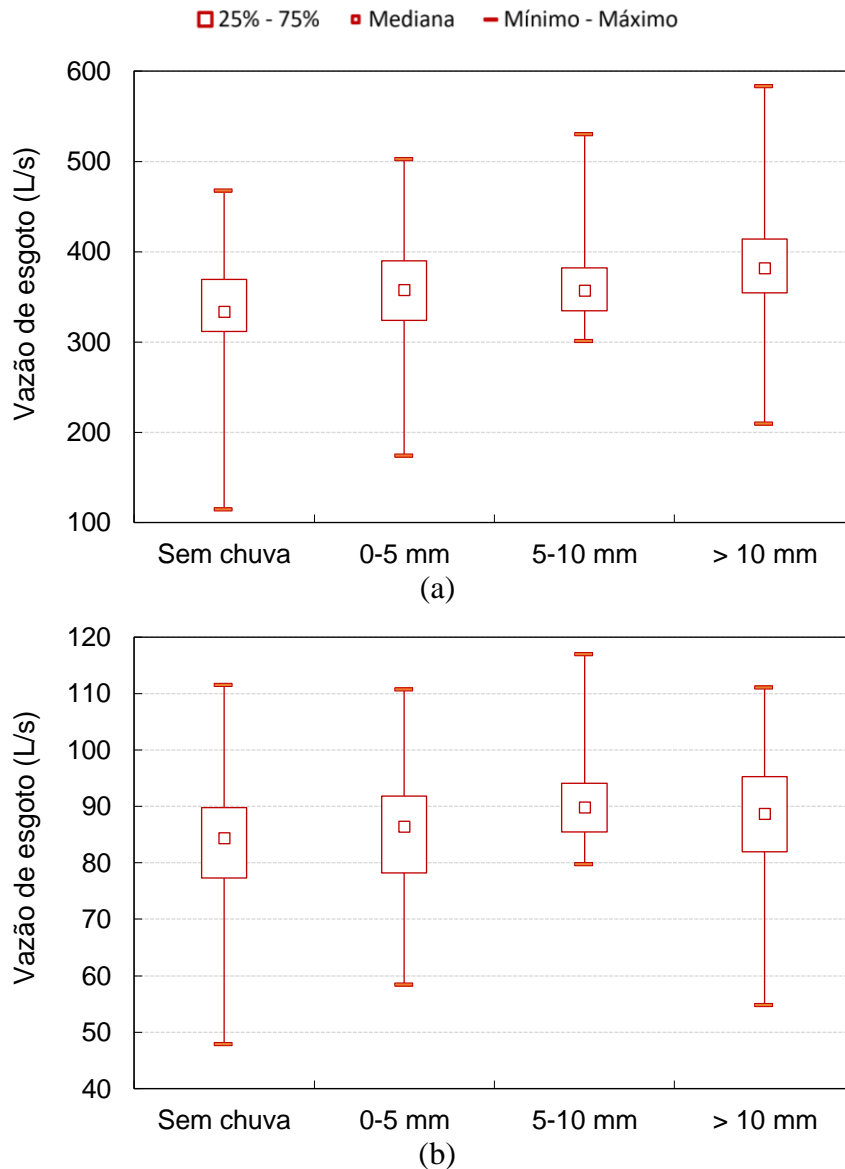 25% - 75% Mediana Mínimo - Máximo
600
500
400
300
200
100
Vazão de esgoto (L/s)
Sem chuva 0-5 mm 5-10 mm > 10 mm
(a)
120
110
100
90
80
70
60
50
40
Vazão de esgoto (L/s)
Sem chuva 0-5 mm 5-10 mm > 10 mm
(b)